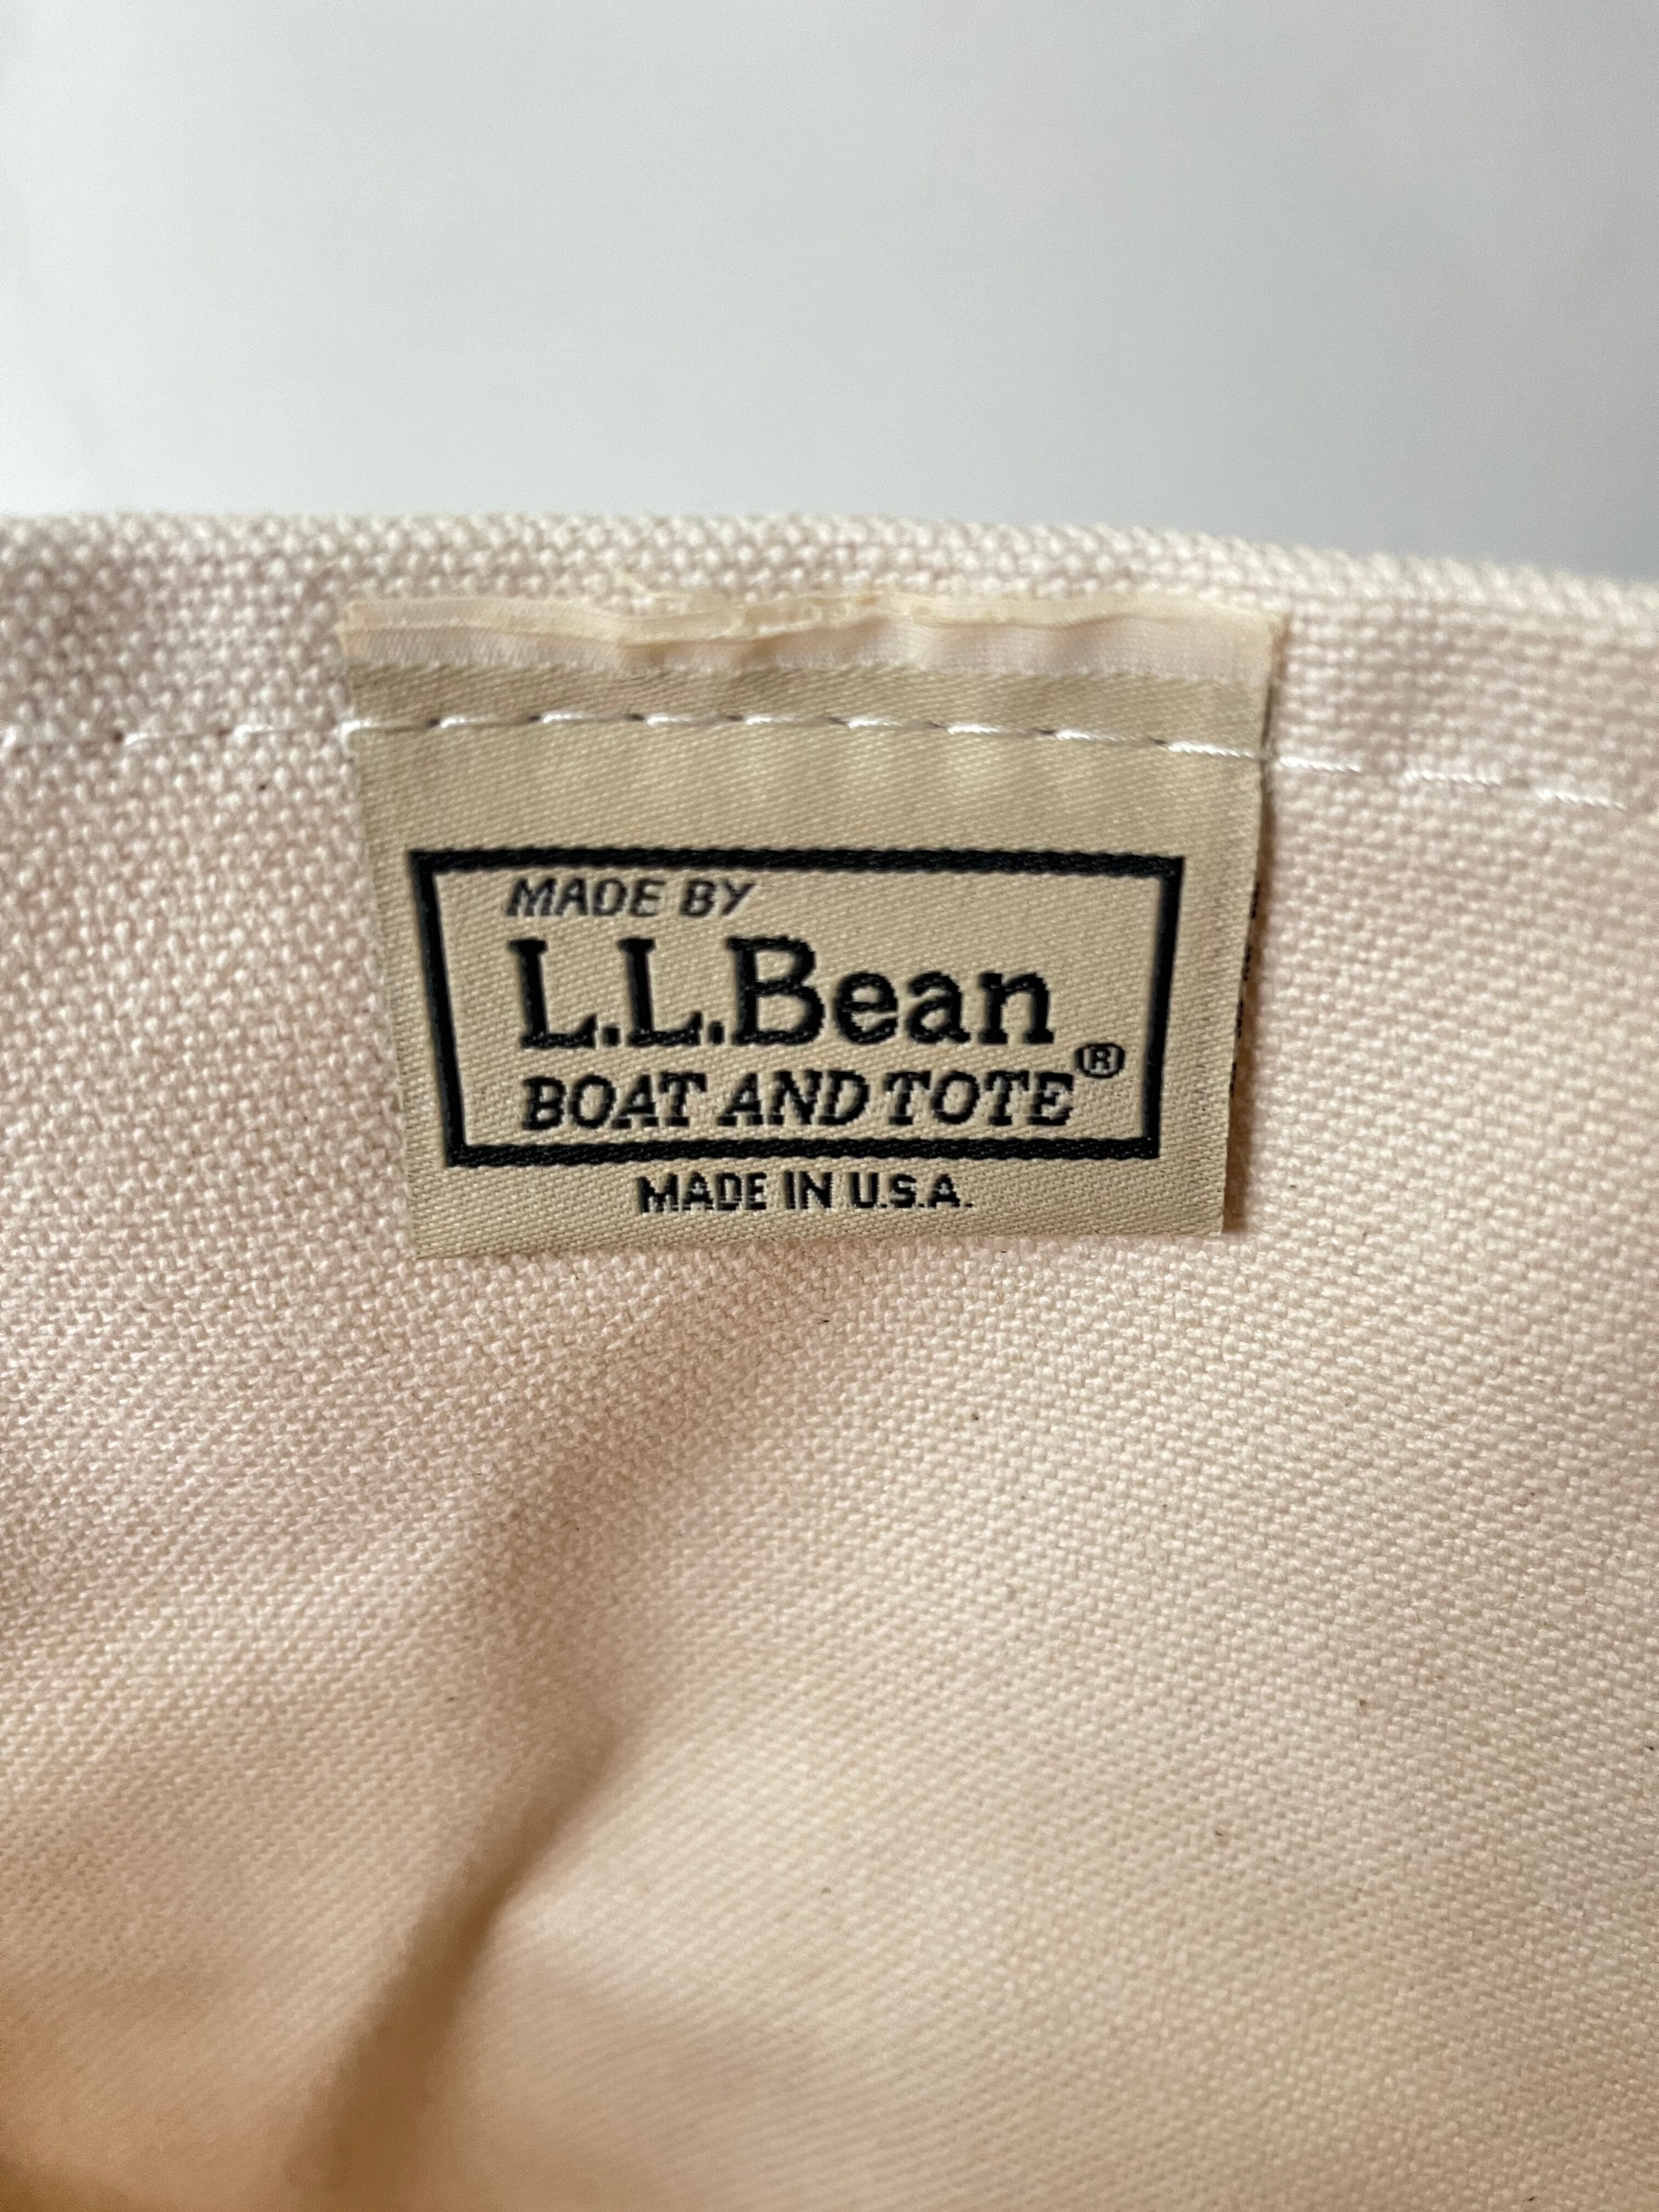 MADE BY
L.L.Bean
BOAT AND TOTE®
MADE IN U.S.A.